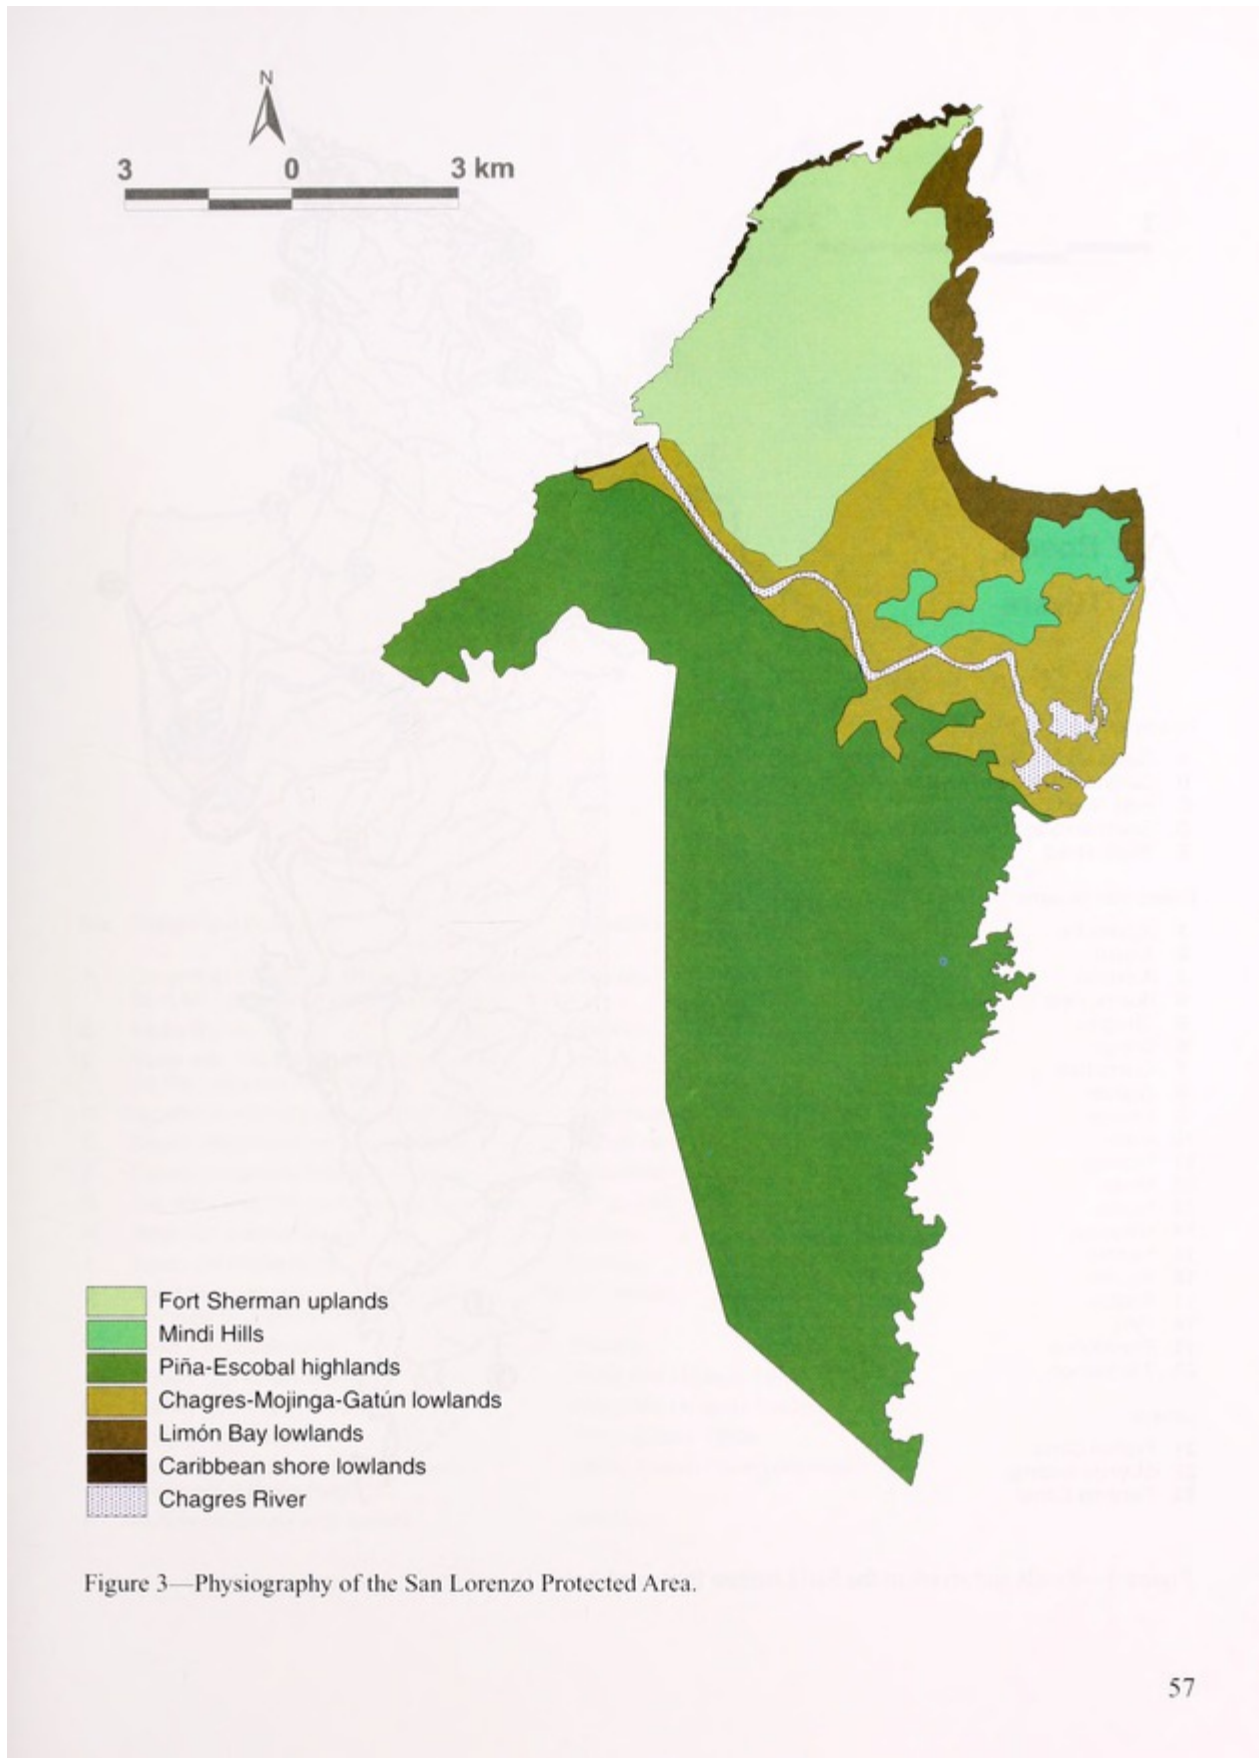 N
3 0 3 km
Fort Sherman uplands
Mindi Hills
Piña-Escobal highlands
Chagres-Mojinga-Gatún lowlands
Limón Bay lowlands
Caribbean shore lowlands
Chagres River
Figure 3—Physiography of the San Lorenzo Protected Area.
57